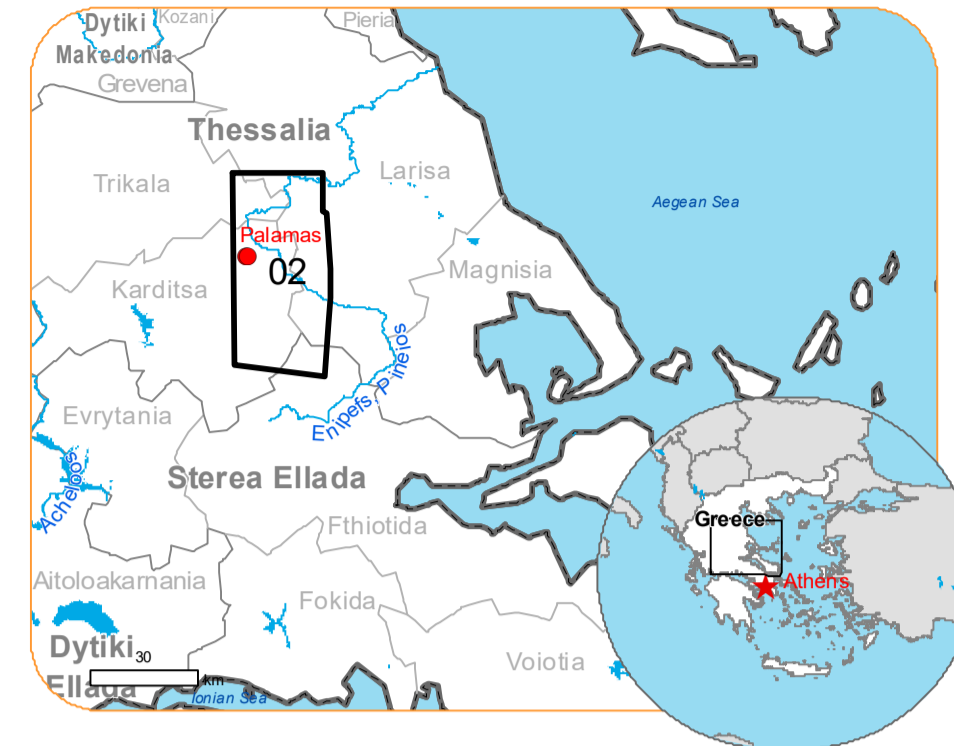 Kozani
Pieria
Dytiki
Makedonia
Grevena
Thessalia
Trikala
Larisa
Aegean Sea
Palamas
02
Magnisia
Karditsa
Enipefs, Pineios
Evrytania
Sterea Ellada
Acheloos
Fthiotida
Greece
Athens
Aitoloakarnania
Fokida
Dytiki
Ellada
30
km
Ionian Sea
Voiotia